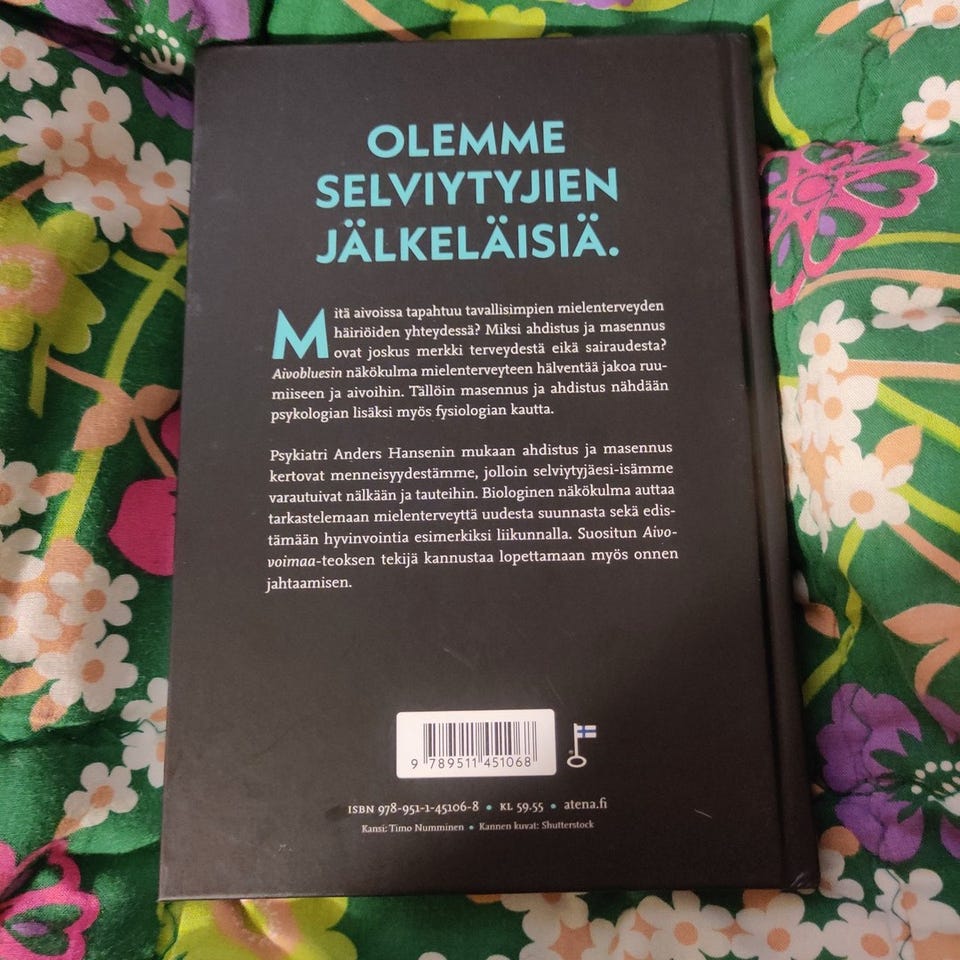 OLEMME
SELVIYTYJIEN
JÄLKELÄISIÄ.
Mitä aivoissa tapahtuu tavallisimpien mielenterveyden
häiriöiden yhteydessä? Miksi ahdistus ja masennus
ovat joskus merkki terveydestä eikä sairaudesta?
Aivobluesin näkökulma mielenterveyteen hälventää jakoa ruu-
miiseen ja aivoihin. Tällöin masennus ja ahdistus nähdään
psykologian lisäksi myös fysiologian kautta.
Psykiatri Anders Hansenin mukaan ahdistus ja masennus
kertovat menneisyydestämme, jolloin selviytyjäesi-isämme
varautuivat nälkään ja tauteihin. Biologinen näkökulma auttaa
tarkastelemaan mielenterveyttä uudesta suunnasta sekä edis-
tämään hyvinvointia esimerkiksi liikunnalla. Suositun Aivo-
voimaa-teoksen tekijä kannustaa lopettamaan myös onnen
jahtaamisen.
9 789511 451068
ISBN 978-951-1-45106-8 • KL 59.55 • atena.fi
Kansi: Timo Numminen • Kannen kuvat: Shutterstock